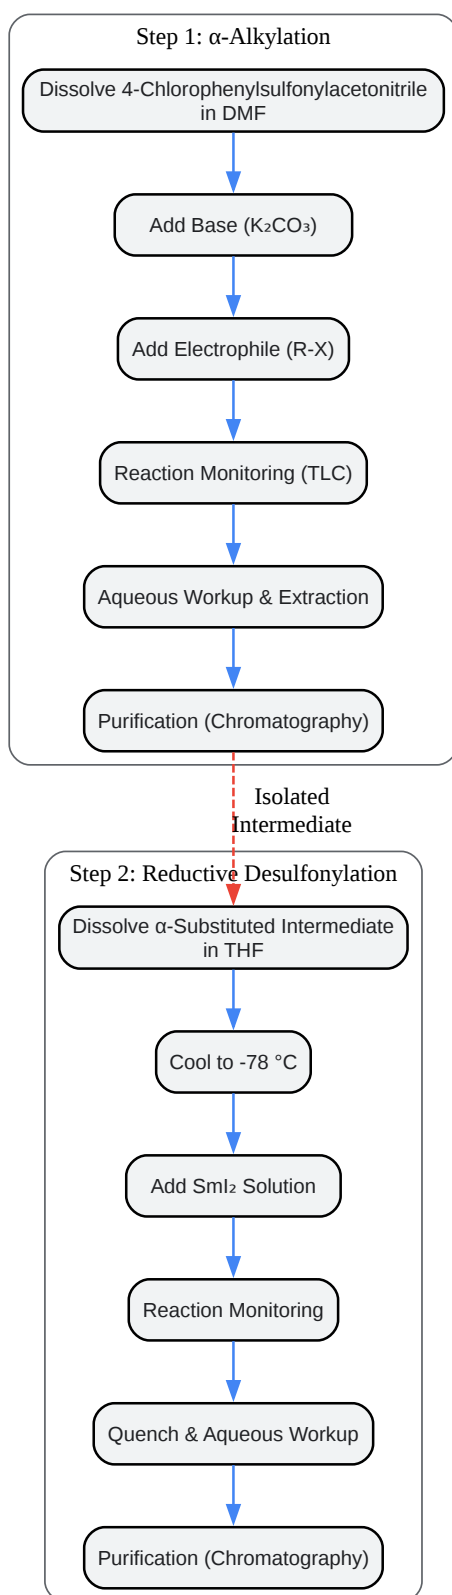 Step 1: α-Alkylation
Dissolve 4-Chlorophenylsulfonylacetonitrile
in DMF
Add Base (K₂CO₃)
Add Electrophile (R-X)
Reaction Monitoring (TLC)
Aqueous Workup & Extraction
Purification (Chromatography)
Isolated
Intermediate
Step 2: Reductive Desulfonylation
Dissolve α-Substituted Intermediate
in THF
Cool to -78 °C
Add SmI₂ Solution
Reaction Monitoring
Quench & Aqueous Workup
Purification (Chromatography)